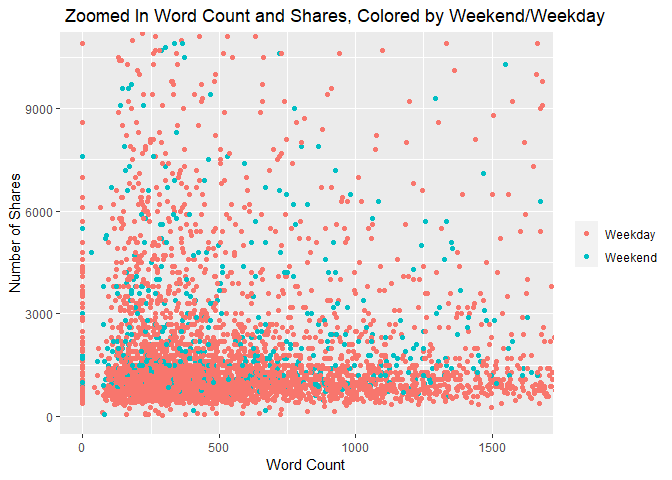 Zoomed In Word Count and Shares, Colored by Weekend/Weekday
Number of Shares
9000
6000
3000
0
0 500 1000 1500
Word Count
Weekday
Weekend